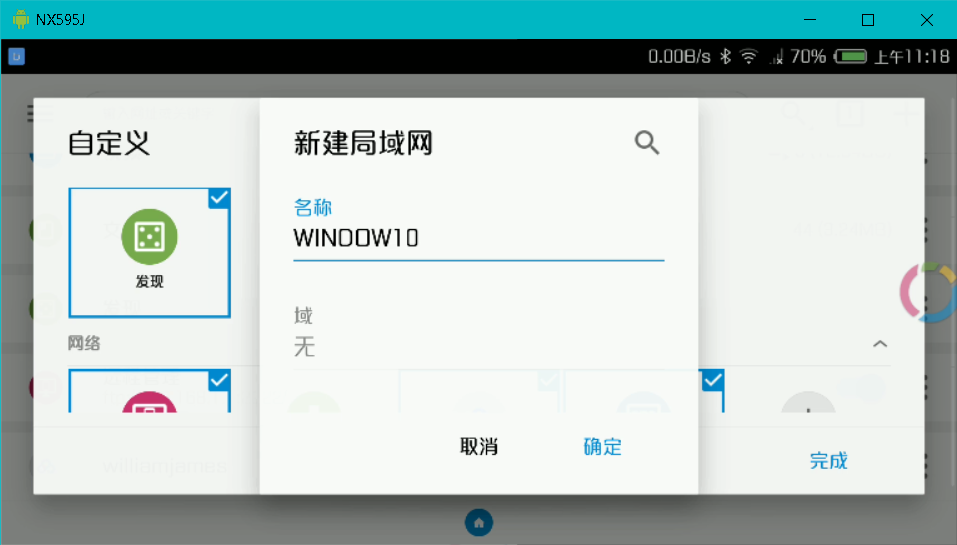 NX595J
0.00B/s 70% 上午11:18
自定义
新建局域网
名称
WINDOW10
发现
域
无
网络
取消
确定
完成